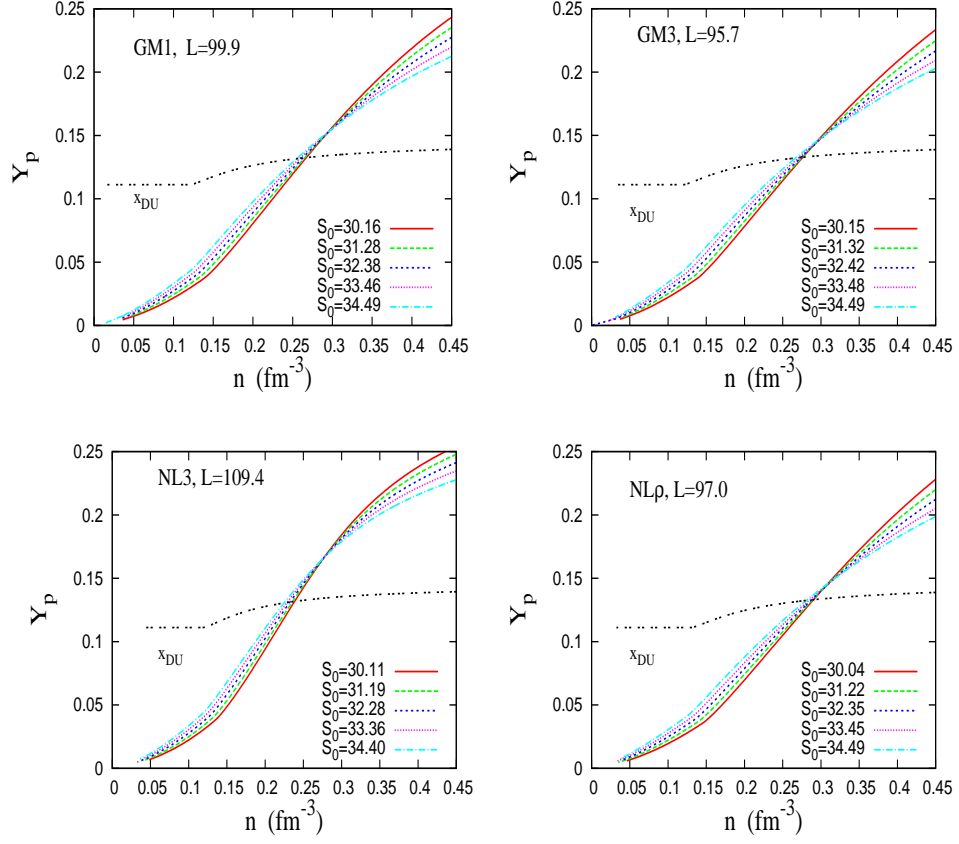 GM1, L=99.9
Y_p
0.25
0.2
0.15
0.1
0.05
0
x_DU
S_0=30.16
S_0=31.28
S_0=32.38
S_0=33.46
S_0=34.49
0 0.05 0.1 0.15 0.2 0.25 0.3 0.35 0.4 0.45
n (fm^-3)
GM3, L=95.7
Y_p
0.25
0.2
0.15
0.1
0.05
0
x_DU
S_0=30.15
S_0=31.32
S_0=32.42
S_0=33.48
S_0=34.49
0 0.05 0.1 0.15 0.2 0.25 0.3 0.35 0.4 0.45
n (fm^-3)
NL3, L=109.4
Y_p
0.25
0.2
0.15
0.1
0.05
0
x_DU
S_0=30.11
S_0=31.19
S_0=32.28
S_0=33.36
S_0=34.40
0 0.05 0.1 0.15 0.2 0.25 0.3 0.35 0.4 0.45
n (fm^-3)
NLρ, L=97.0
Y_p
0.25
0.2
0.15
0.1
0.05
0
x_DU
S_0=30.04
S_0=31.22
S_0=32.35
S_0=33.45
S_0=34.49
0 0.05 0.1 0.15 0.2 0.25 0.3 0.35 0.4 0.45
n (fm^-3)